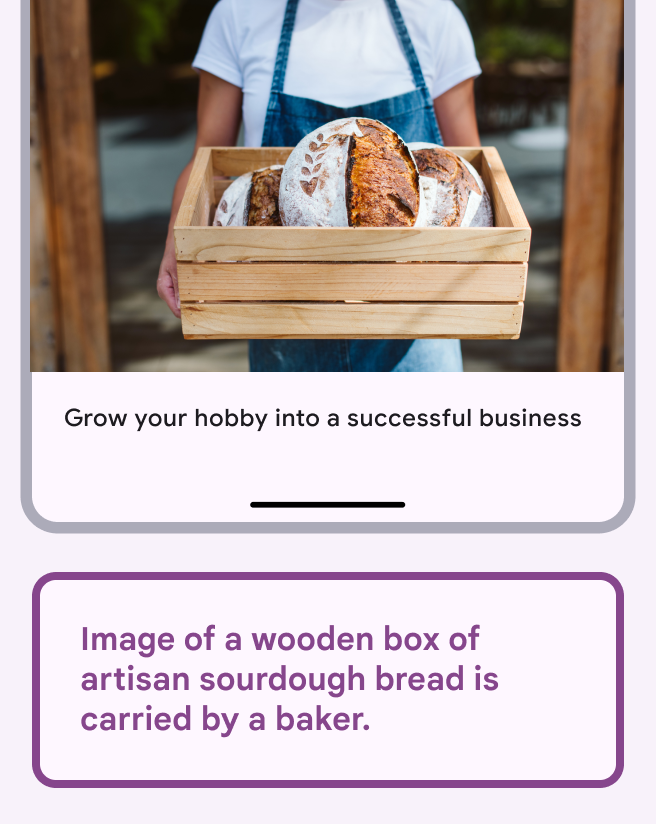 Grow your hobby into a successful business
Image of a wooden box of
artisan sourdough bread is
carried by a baker.